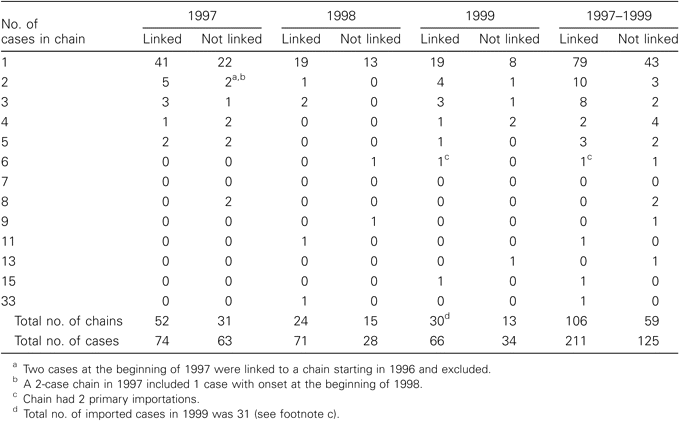 No. of cases in chain 1997 1998 1999 1997–1999
Linked Not linked Linked Not linked Linked Not linked Linked Not linked
1 41 22 19 13 19 8 79 43
2 5 2a,b 1 0 4 1 10 3
3 3 1 2 0 3 1 8 2
4 1 2 0 0 1 2 2 4
5 2 2 0 0 1 0 3 2
6 0 0 0 1 1c 0 1c 1
7 0 0 0 0 0 0 0 0
8 0 2 0 0 0 0 0 2
9 0 0 0 1 0 0 0 1
11 0 0 1 0 0 0 1 0
13 0 0 0 0 0 1 0 1
15 0 0 0 0 1 0 1 0
33 0 0 1 0 0 0 1 0
Total no. of chains 52 31 24 15 30d 13 106 59
Total no. of cases 74 63 71 28 66 34 211 125
a Two cases at the beginning of 1997 were linked to a chain starting in 1996 and excluded.
b A 2-case chain in 1997 included 1 case with onset at the beginning of 1998.
c Chain had 2 primary importations.
d Total no. of imported cases in 1999 was 31 (see footnote c).